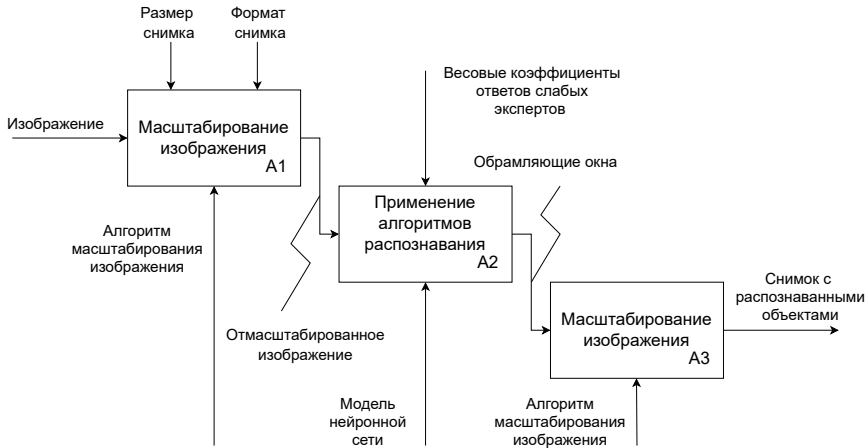 Размер
снимка
Формат
снимка
Изображение
Масштабирование
изображения
A1
Весовые коэффициенты
ответов слабых
экспертов
Обрамляющие окна
Алгоритм
масштабирования
изображения
Применение
алгоритмов
распознавания
A2
Отмасштабированное
изображение
Масштабирование
изображения
A3
Снимок с
распознаванными
объектами
Модель
нейронной
сети
Алгоритм
масштабирования
изображения